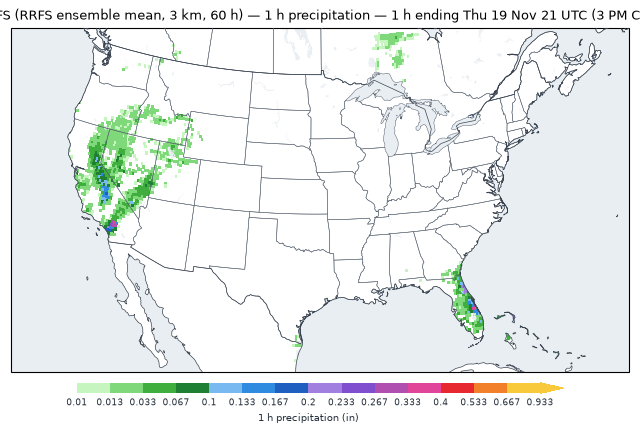 (RRFS ensemble mean, 3 km, 60 h) — 1 h precipitation — 1 h ending Thu 19 Nov 21 UTC (3 PM
0.01 0.013 0.033 0.067 0.1 0.133 0.167 0.2 0.233 0.267 0.333 0.4 0.533 0.667 0.933
1 h precipitation (in)